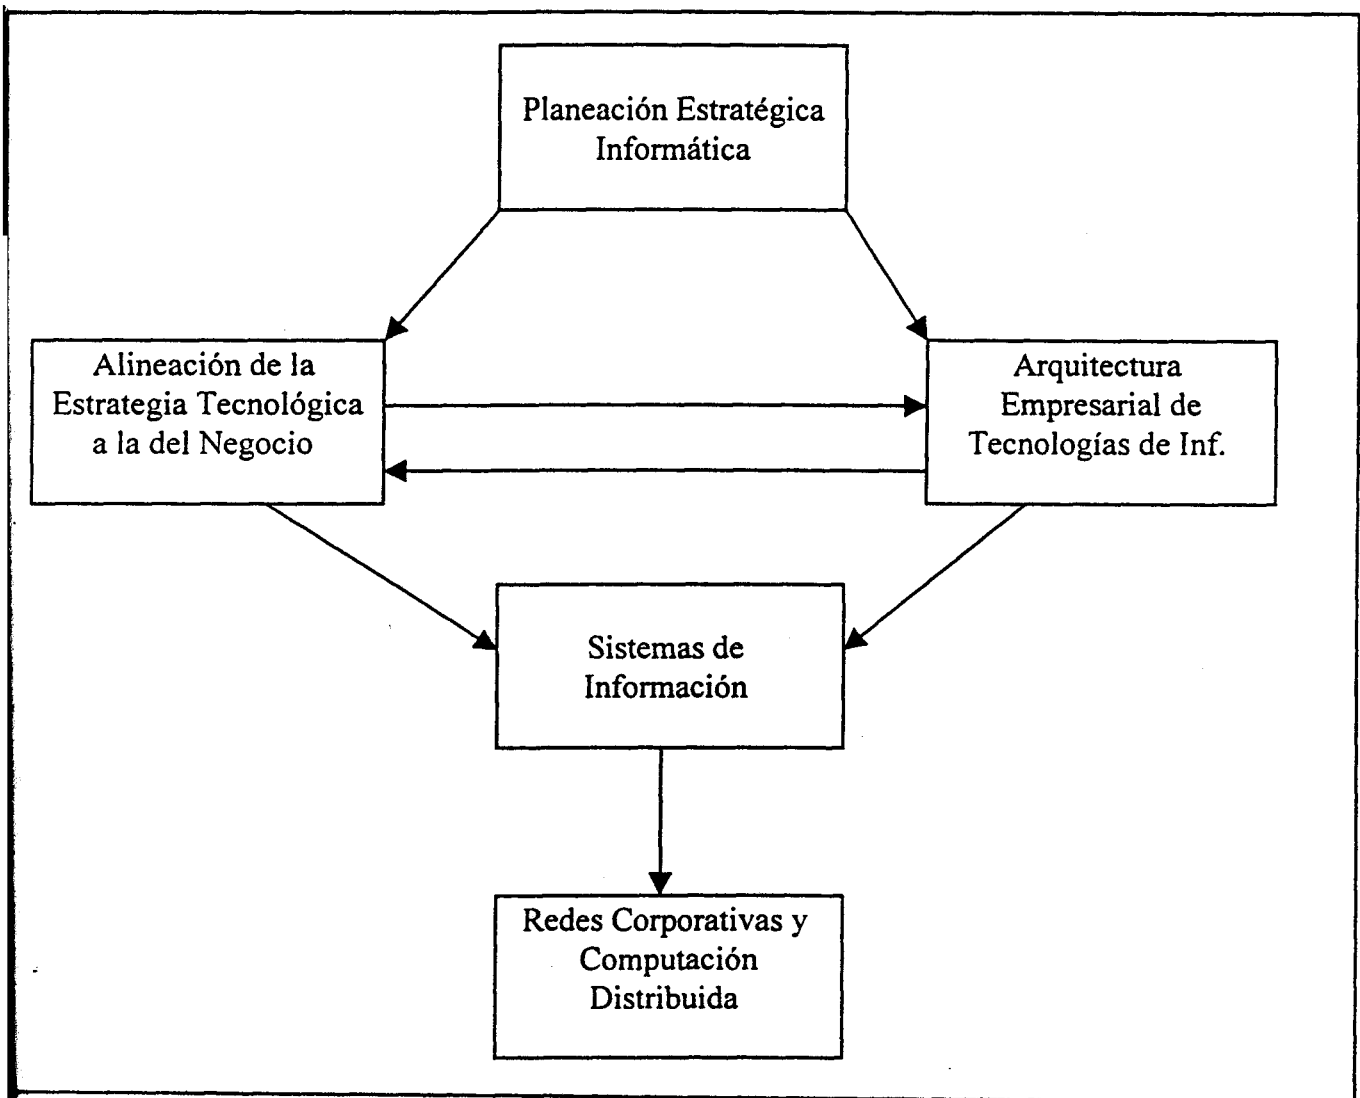 Planeación Estratégica
Informática
Alineación de la
Estrategia Tecnológica
a la del Negocio
Arquitectura
Empresarial de
Tecnologías de Inf.
Sistemas de
Información
Redes Corporativas y
Computación
Distribuida